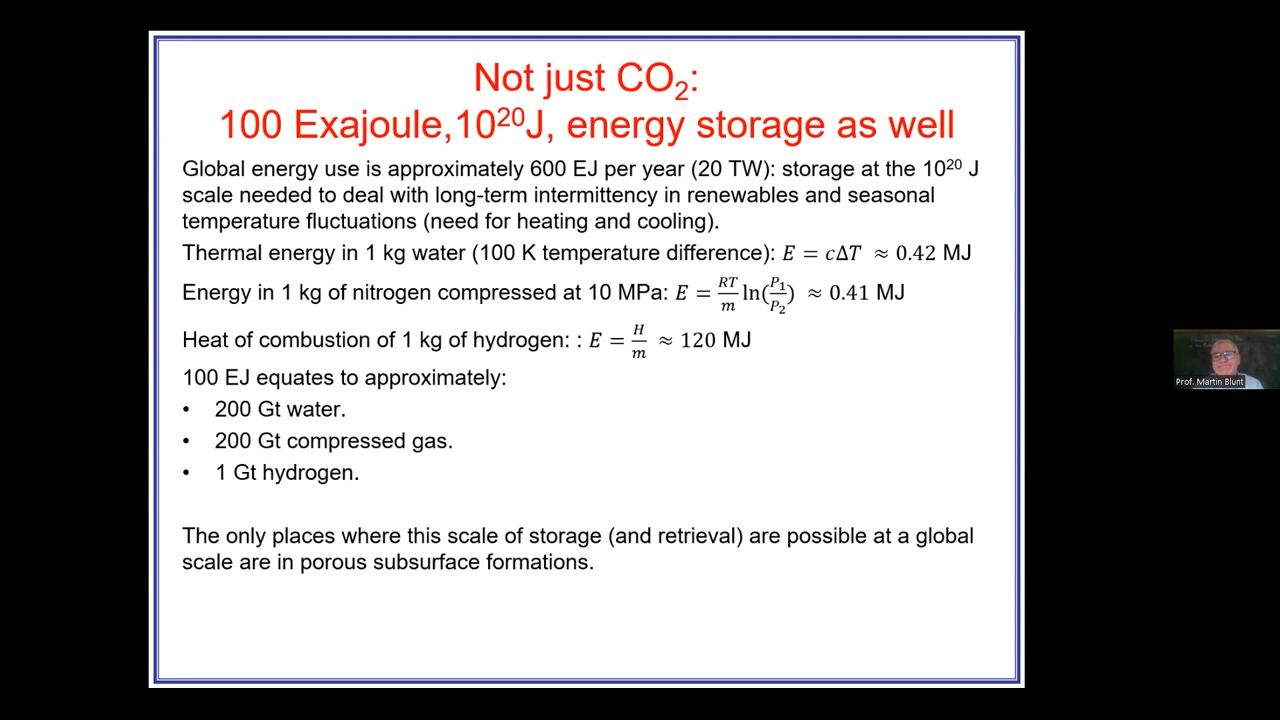 Not just CO₂:
100 Exajoule,10²⁰J, energy storage as well
Global energy use is approximately 600 EJ per year (20 TW): storage at the 10²⁰ J
scale needed to deal with long-term intermittency in renewables and seasonal
temperature fluctuations (need for heating and cooling).
Thermal energy in 1 kg water (100 K temperature difference): E = cΔT ≈ 0.42 MJ
Energy in 1 kg of nitrogen compressed at 10 MPa: E = RT/m ln(P₁/P₂) ≈ 0.41 MJ
Heat of combustion of 1 kg of hydrogen: : E = H/m ≈ 120 MJ
100 EJ equates to approximately:
• 200 Gt water.
• 200 Gt compressed gas.
• 1 Gt hydrogen.
The only places where this scale of storage (and retrieval) are possible at a global
scale are in porous subsurface formations.
Prof. Martin Blunt